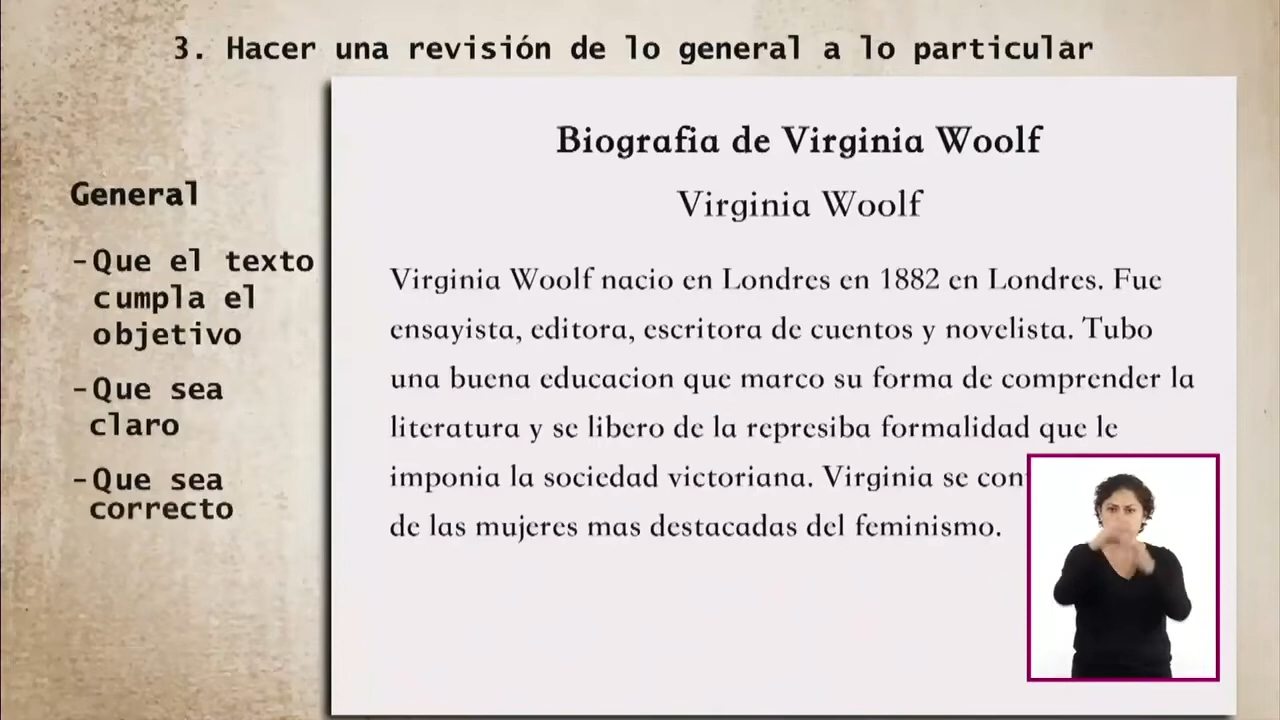 3. Hacer una revisión de lo general a lo particular
General
-Que el texto
cumpla el
objetivo
-Que sea
claro
-Que sea
correcto
Biografia de Virginia Woolf
Virginia Woolf
Virginia Woolf nacio en Londres en 1882 en Londres. Fue
ensayista, editora, escritora de cuentos y novelista. Tubo
una buena educacion que marco su forma de comprender la
literatura y se libero de la represiba formalidad que le
imponia la sociedad victoriana. Virginia se
de las mujeres mas destacadas del feminismo.